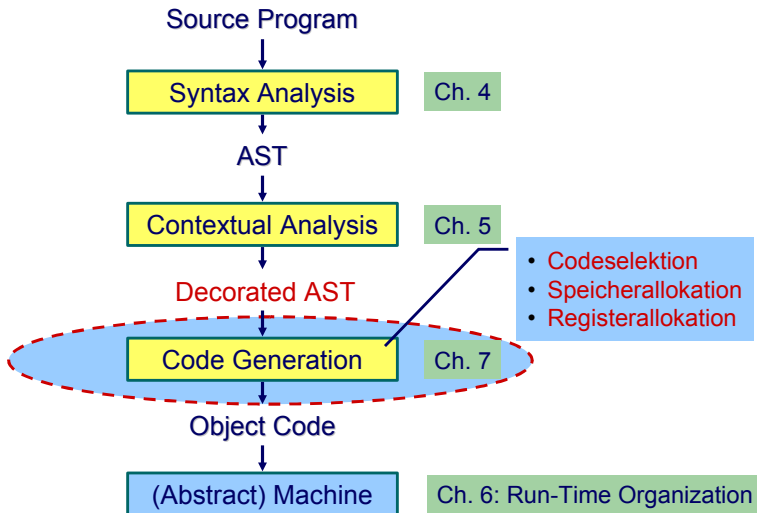 Source Program
Syntax Analysis
Ch. 4
AST
Contextual Analysis
Ch. 5
• Codeselektion
• Speicherallokation
• Registerallokation
Decorated AST
Code Generation
Ch. 7
Object Code
(Abstract) Machine
Ch. 6: Run-Time Organization